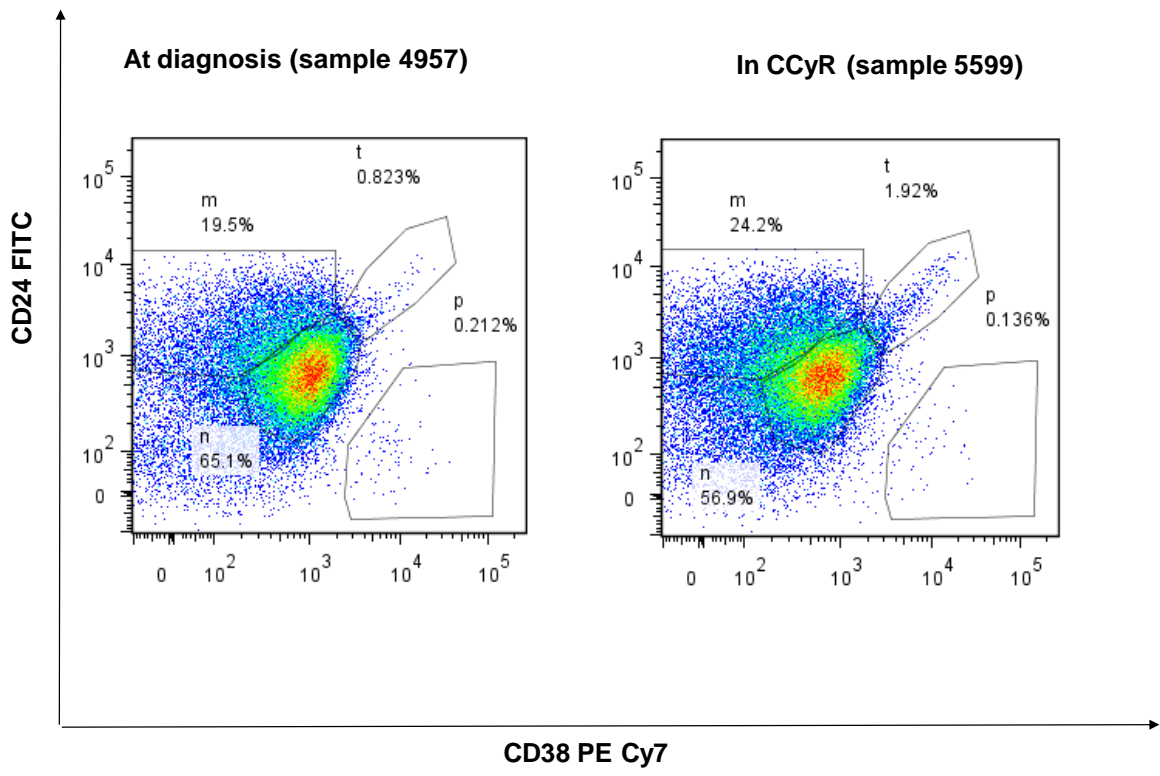 At diagnosis (sample 4957)
In CCyR (sample 5599)
CD24 FITC
t
0.823%
m
19.5%
p
0.212%
n
65.1%
10^5
10^4
10^3
10^2
0
0
10^2
10^3
10^4
10^5
t
1.92%
m
24.2%
p
0.136%
n
56.9%
10^5
10^4
10^3
10^2
0
0
10^2
10^3
10^4
10^5
CD38 PE Cy7